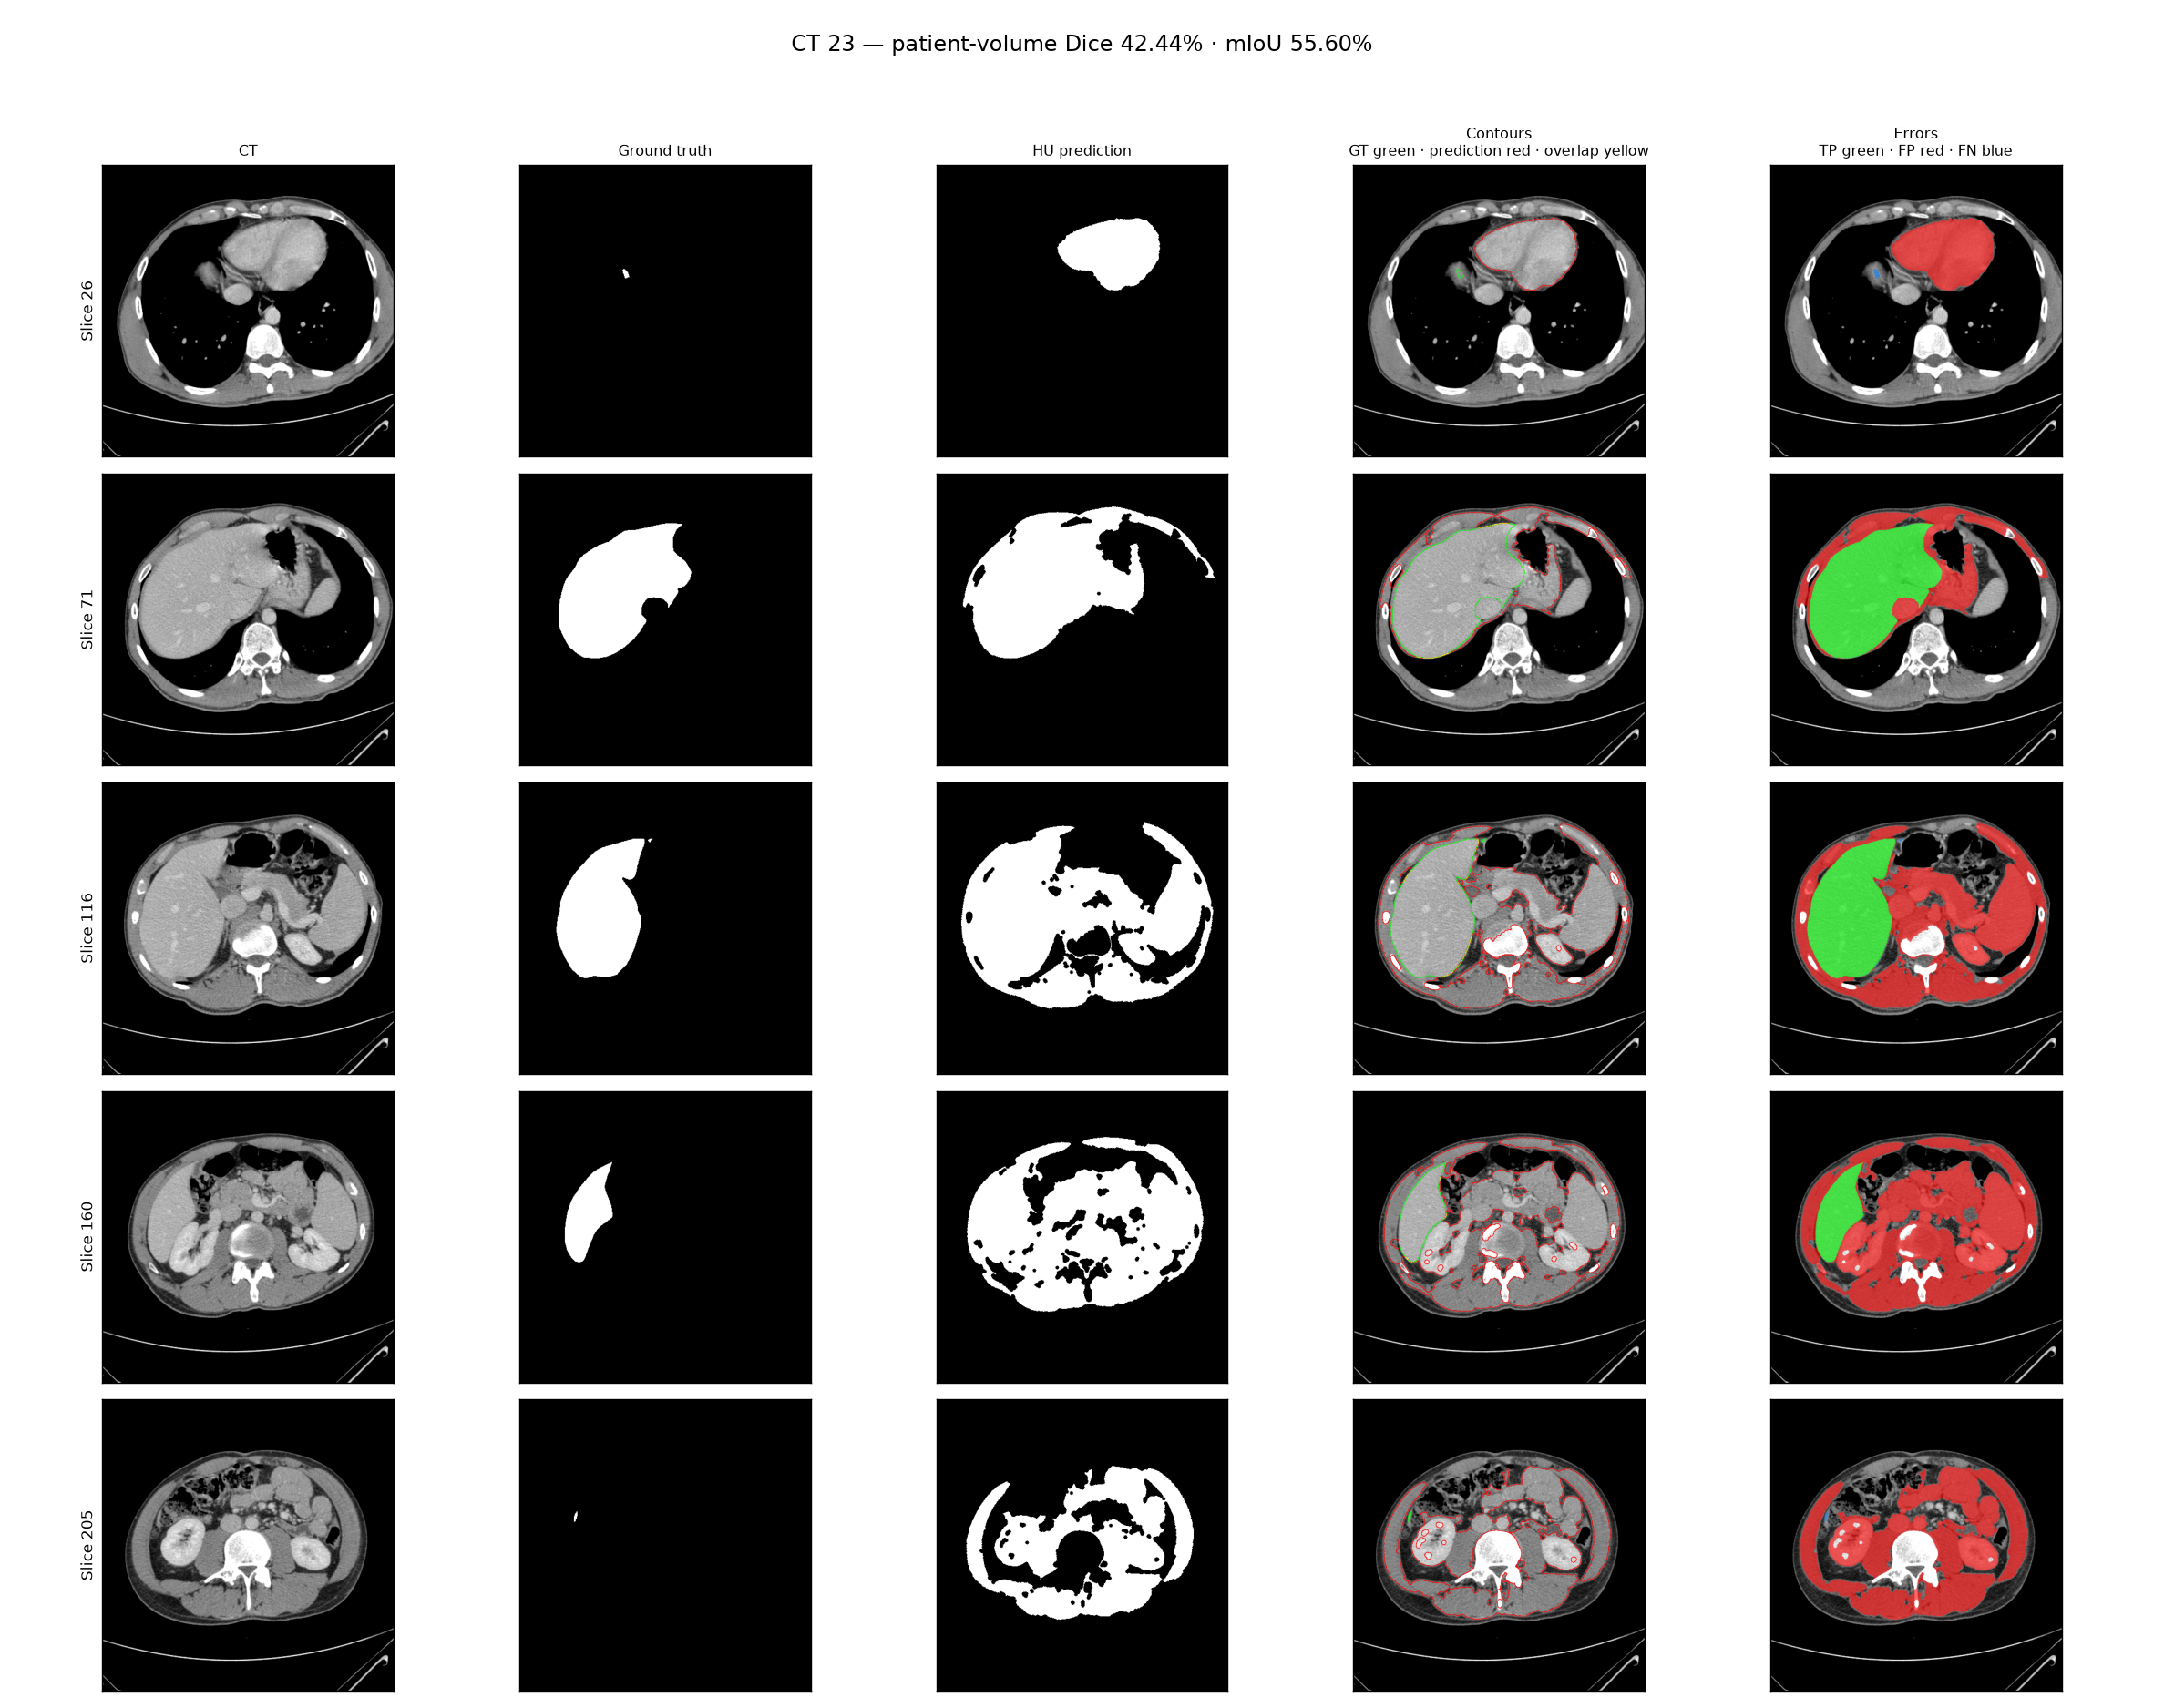 CT 23 — patient-volume Dice 42.44% · mIoU 55.60%
CT
Ground truth
HU prediction
Contours
GT green · prediction red · overlap yellow
Errors
TP green · FP red · FN blue
Slice 26
Slice 71
Slice 116
Slice 160
Slice 205